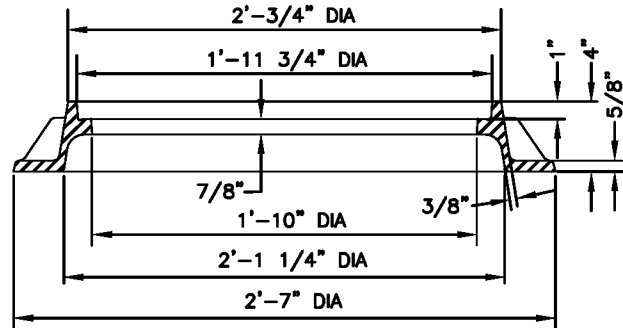 2'-3/4" DIA
1'-11 3/4" DIA
1"
4"
5/8"
7/8"
3/8"
1'-10" DIA
2'-1 1/4" DIA
2'-7" DIA